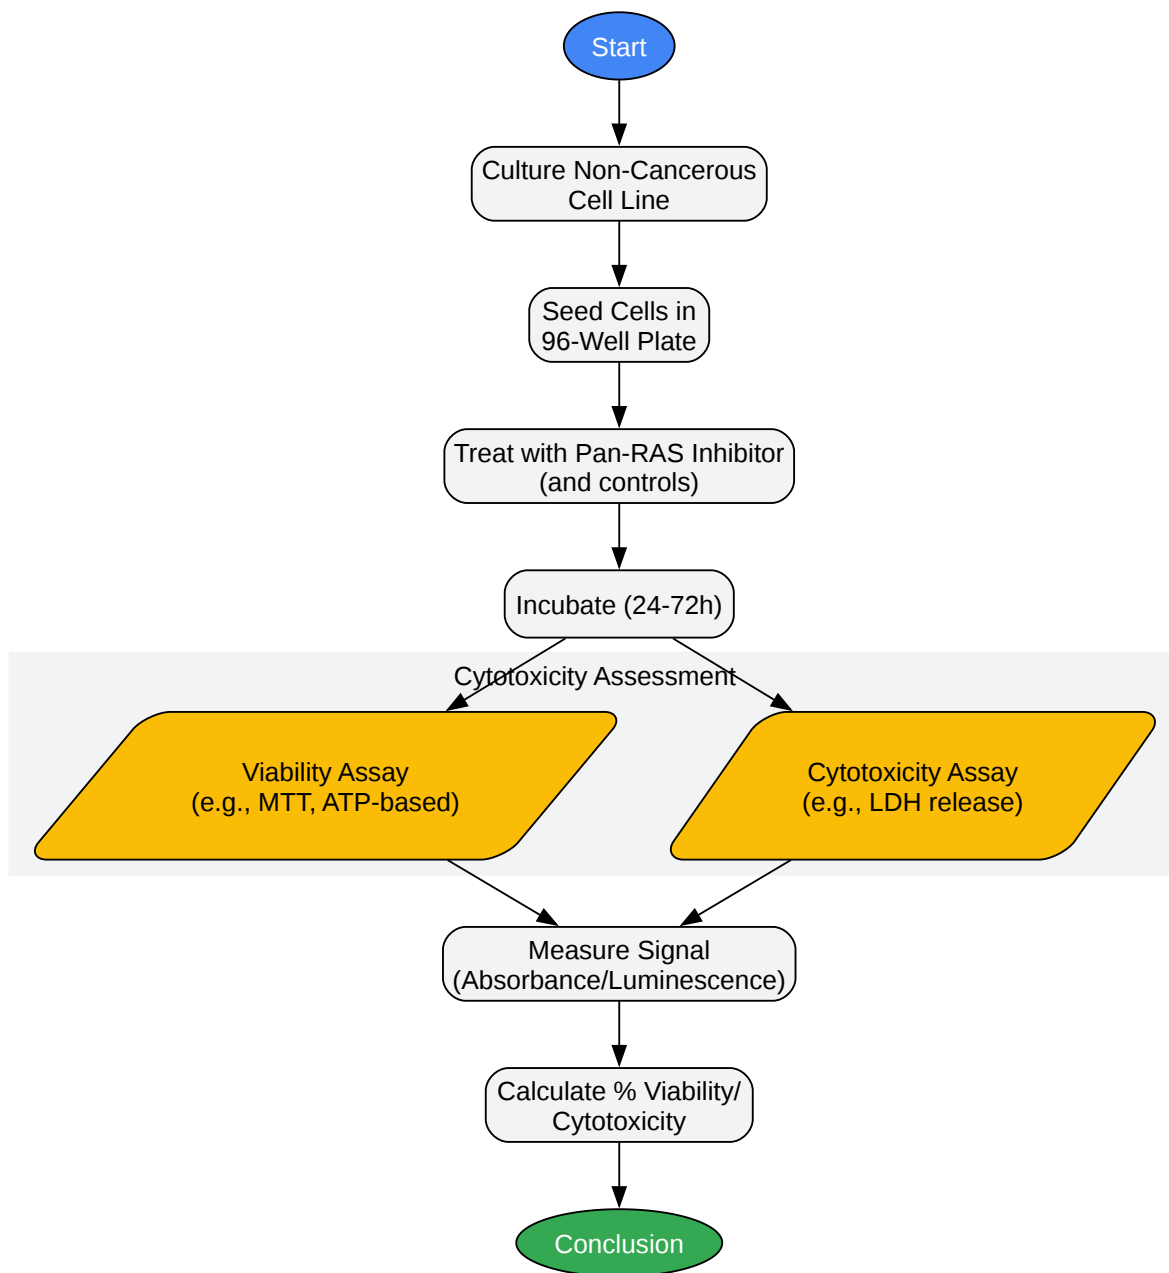 Start
Culture Non-Cancerous
Cell Line
Seed Cells in
96-Well Plate
Treat with Pan-RAS Inhibitor
(and controls)
Incubate (24-72h)
Cytotoxicity Assessment
Viability Assay
(e.g., MTT, ATP-based)
Cytotoxicity Assay
(e.g., LDH release)
Measure Signal
(Absorbance/Luminescence)
Calculate % Viability/
Cytotoxicity
Conclusion